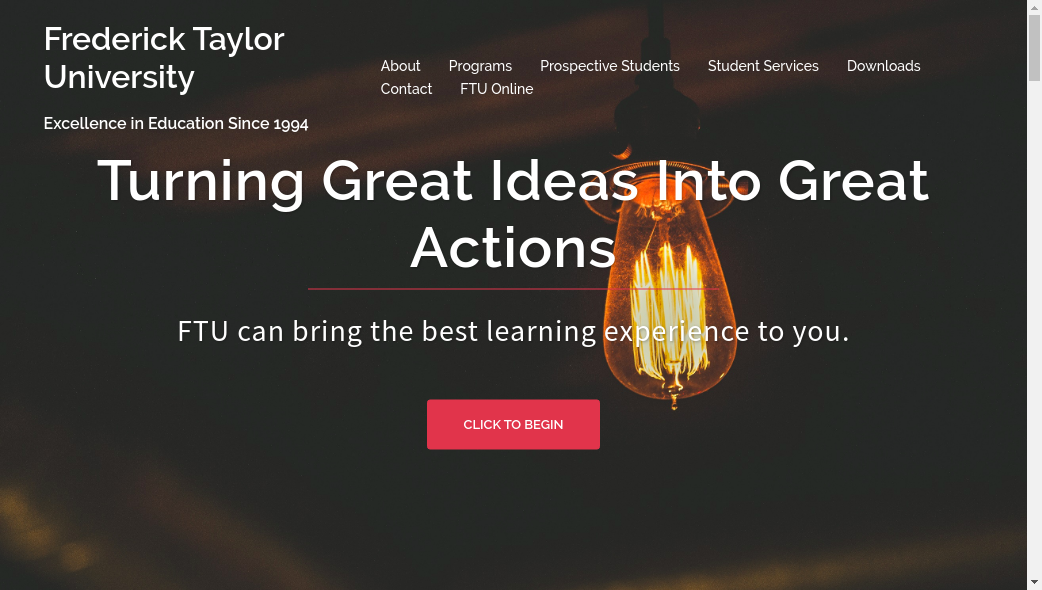 Frederick Taylor
University
Excellence in Education Since 1994
About Programs Prospective Students Student Services Downloads
Contact FTU Online
Turning Great Ideas Into Great
Actions
FTU can bring the best learning experience to you.
CLICK TO BEGIN